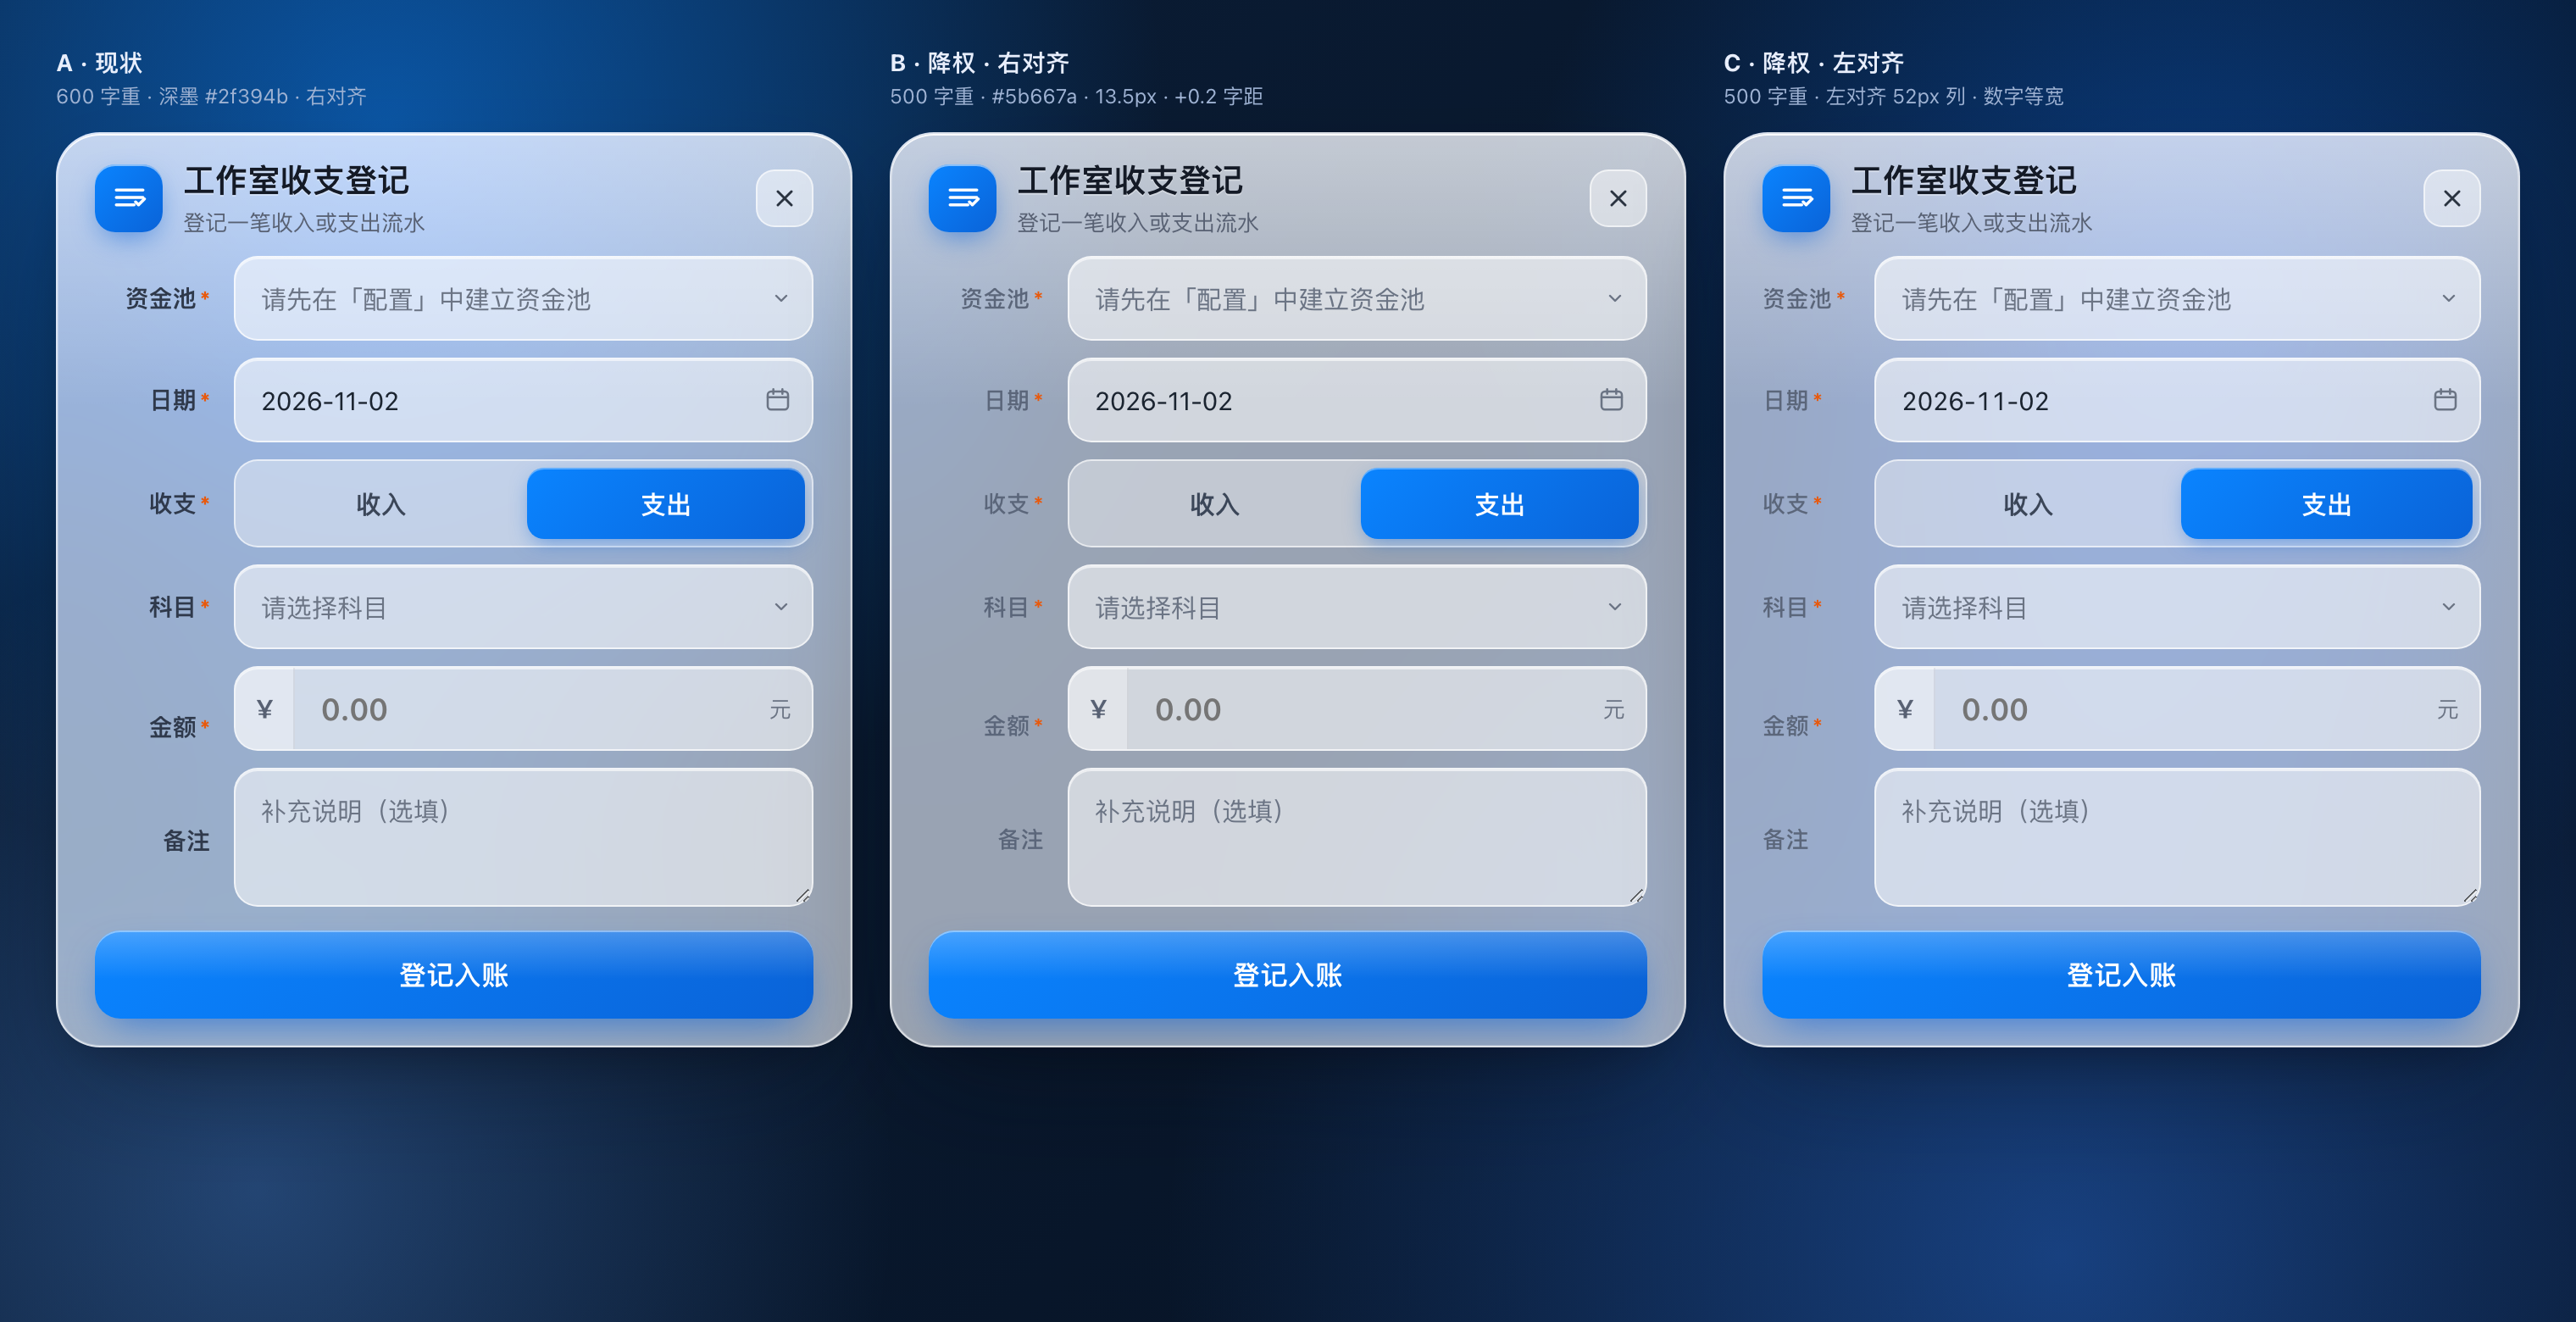 A · 现状
600 字重 · 深墨 #2f394b · 右对齐
工作室收支登记
登记一笔收入或支出流水
资金池 *
请先在「配置」中建立资金池
日期 *
2026-11-02
收支 *
收入
支出
科目 *
请选择科目
金额 *
¥
0.00
元
备注
补充说明（选填）
登记入账
B · 降权 · 右对齐
500 字重 · #5b667a · 13.5px · +0.2 字距
工作室收支登记
登记一笔收入或支出流水
资金池 *
请先在「配置」中建立资金池
日期 *
2026-11-02
收支 *
收入
支出
科目 *
请选择科目
金额 *
¥
0.00
元
备注
补充说明（选填）
登记入账
C · 降权 · 左对齐
500 字重 · 左对齐 52px 列 · 数字等宽
工作室收支登记
登记一笔收入或支出流水
资金池 *
请先在「配置」中建立资金池
日期 *
2026-11-02
收支 *
收入
支出
科目 *
请选择科目
金额 *
¥
0.00
元
备注
补充说明（选填）
登记入账